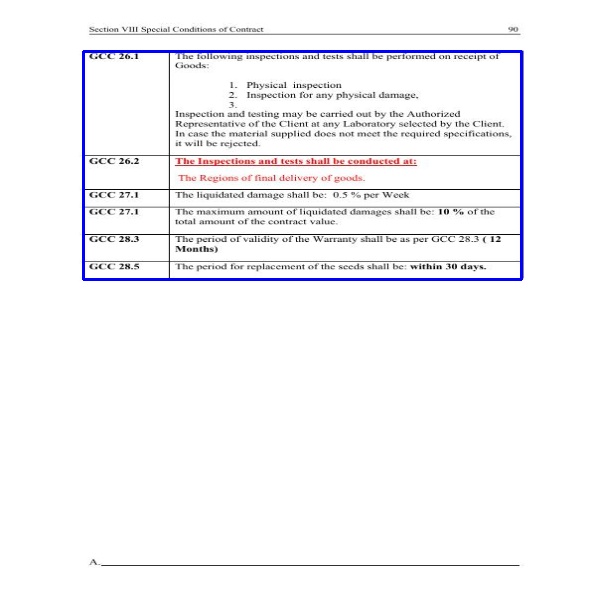 Section VIII Special Conditions of Contract 90
GCC 26.1 The following inspections and tests shall be performed on receipt of
Goods:
1. Physical inspection
2. Inspection for any physical damage,
3.
Inspection and testing may be carried out by the Authorized
Representative of the Client at any Laboratory selected by the Client.
In case the material supplied does not meet the required specifications,
it will be rejected.
GCC 26.2 The Inspections and tests shall be conducted at:
The Regions of final delivery of goods.
GCC 27.1 The liquidated damage shall be: 0.5 % per Week
GCC 27.1 The maximum amount of liquidated damages shall be: 10 % of the
total amount of the contract value.
GCC 28.3 The period of validity of the Warranty shall be as per GCC 28.3 ( 12
Months)
GCC 28.5 The period for replacement of the seeds shall be: within 30 days.
A.